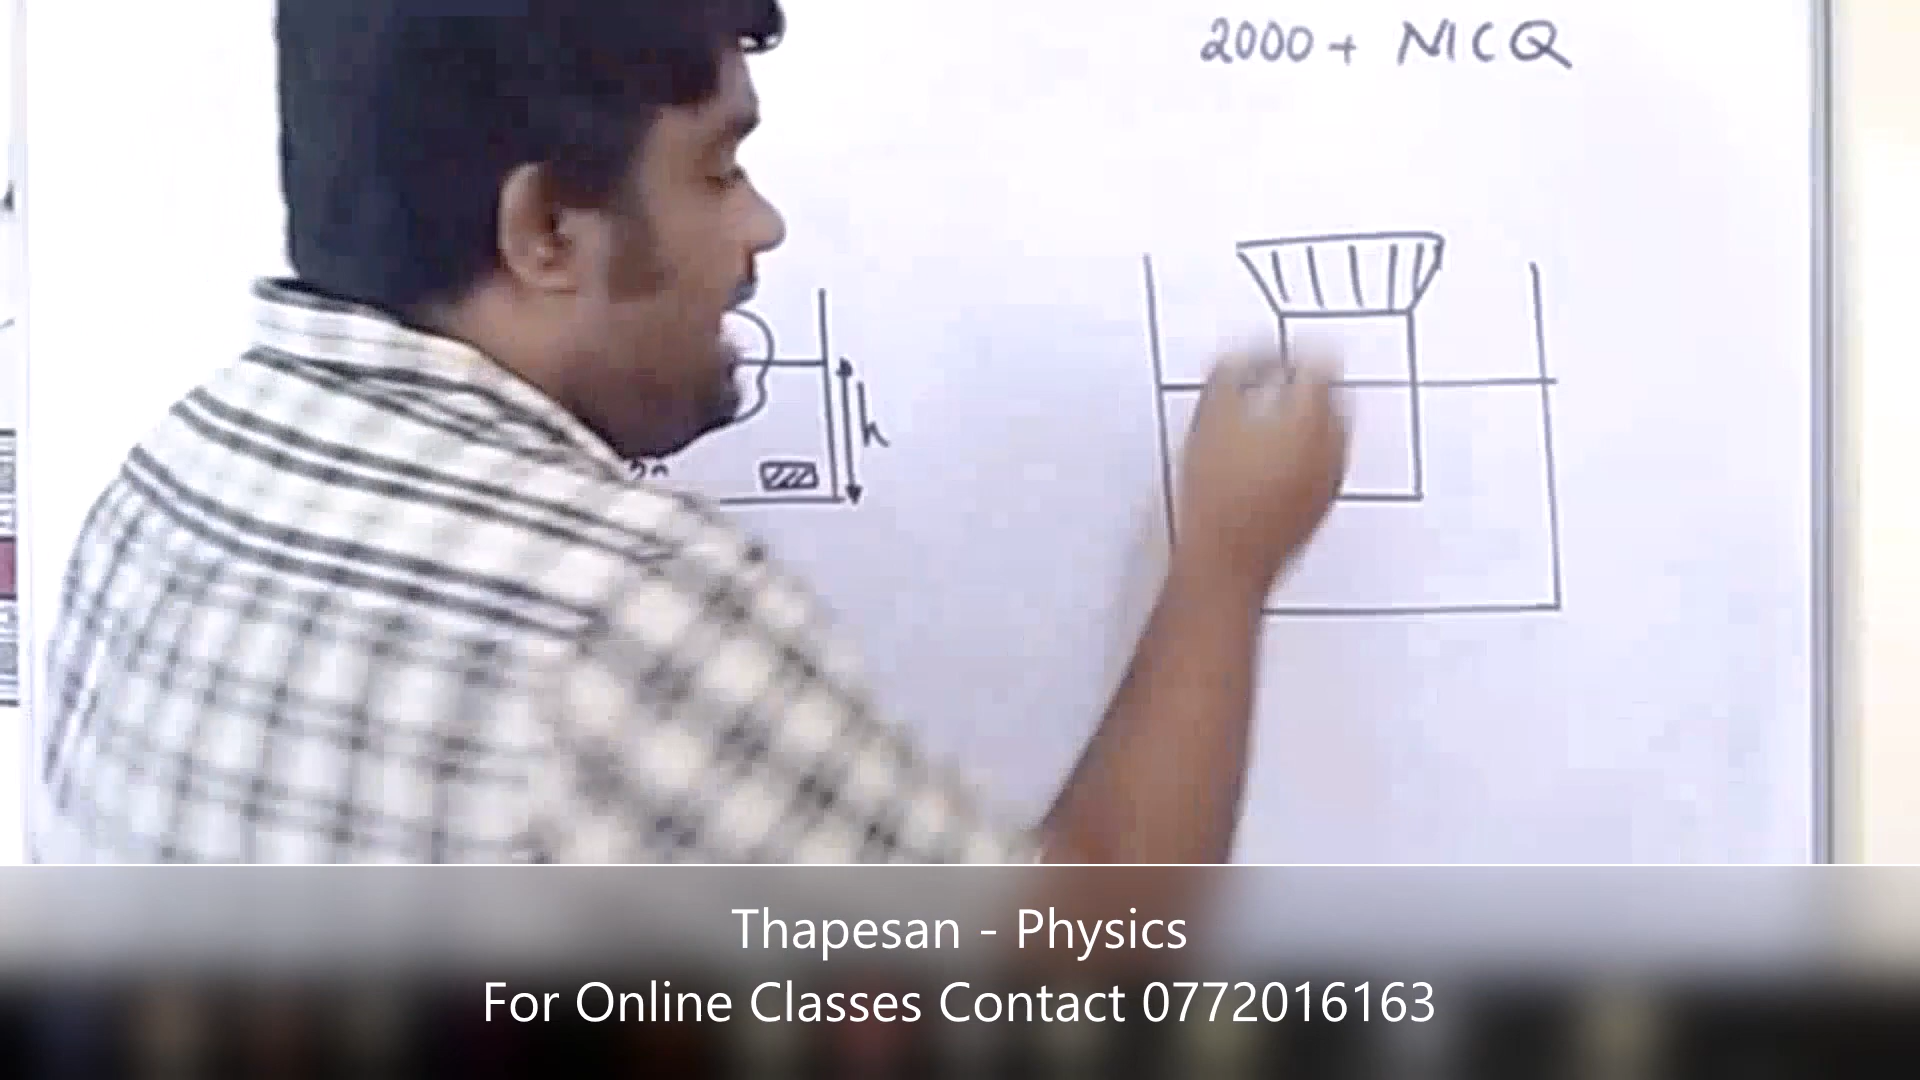 2000 + MCQ
h
Thapesan - Physics
For Online Classes Contact 0772016163